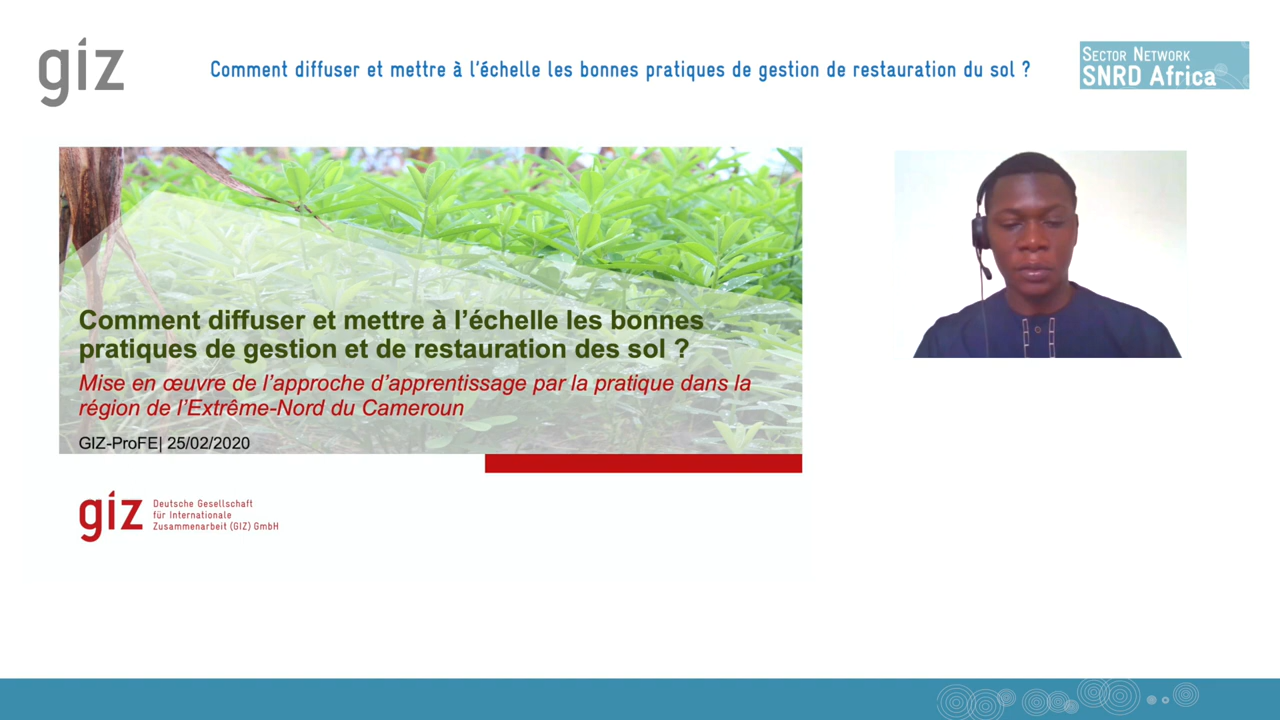 giz
Comment diffuser et mettre à l'échelle les bonnes pratiques de gestion de restauration du sol ?
SECTOR NETWORK
SNRD Africa
Comment diffuser et mettre à l’échelle les bonnes
pratiques de gestion et de restauration des sol ?
Mise en œuvre de l’approche d’apprentissage par la pratique dans la
région de l’Extrême-Nord du Cameroun
GIZ-ProFE| 25/02/2020
giz
Deutsche Gesellschaft
für Internationale
Zusammenarbeit (GIZ) GmbH